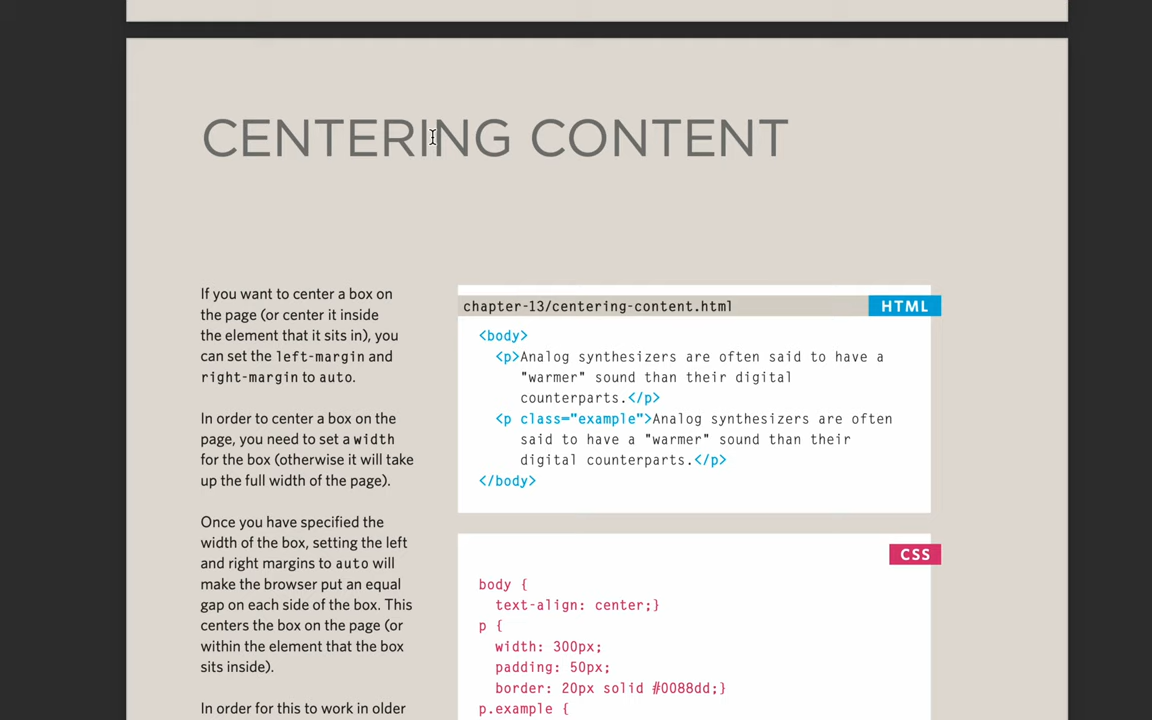 CENTERING CONTENT
If you want to center a box on
the page (or center it inside
the element that it sits in), you
can set the left-margin and
right-margin to auto.
In order to center a box on the
page, you need to set a width
for the box (otherwise it will take
up the full width of the page).
Once you have specified the
width of the box, setting the left
and right margins to auto will
make the browser put an equal
gap on each side of the box. This
centers the box on the page (or
within the element that the box
sits inside).
In order for this to work in older
chapter-13/centering-content.html
HTML
<body>
<p>Analog synthesizers are often said to have a
"warmer" sound than their digital
counterparts.</p>
<p class="example">Analog synthesizers are often
said to have a "warmer" sound than their
digital counterparts.</p>
</body>
CSS
body {
text-align: center;}
p {
width: 300px;
padding: 50px;
border: 20px solid #0088dd;}
p.example {